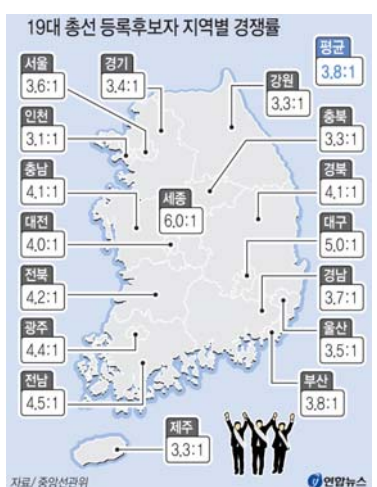 19대 총선 등록후보자 지역별 경쟁률
평균
3.8:1
서울
3.6:1
경기
3.4:1
강원
3.3:1
인천
3.1:1
충북
3.3:1
충남
4.1:1
세종
6.0:1
경북
4.1:1
대전
4.0:1
대구
5.0:1
전북
4.2:1
경남
3.7:1
광주
4.4:1
울산
3.5:1
전남
4.5:1
부산
3.8:1
제주
3.3:1
자료/중앙선관위
연합뉴스